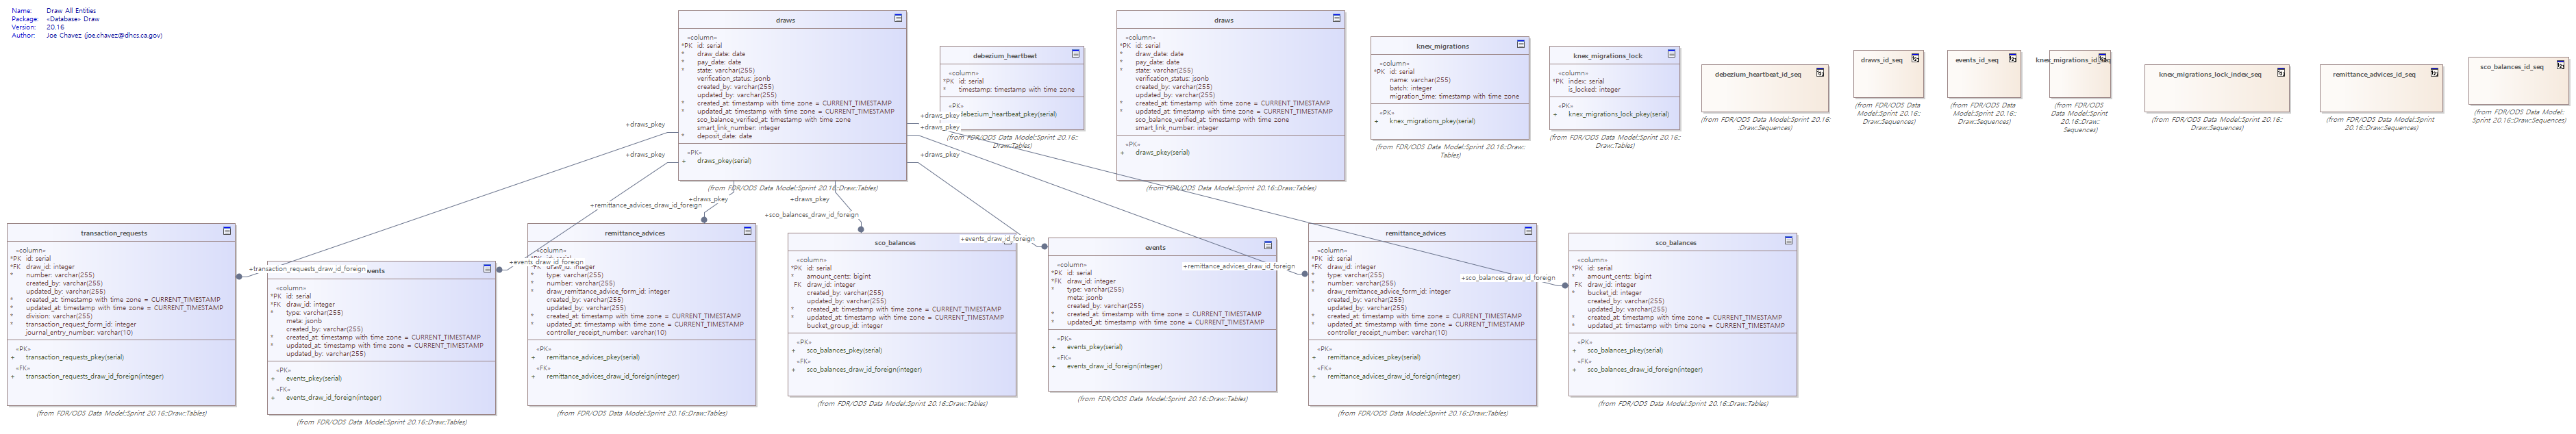 Name: Draw All Entities
Package: «Database» Draw
Version: 20.16
Author: Joe Chavez (joe.chavez@dhcs.ca.gov)
draws
«column»
*PK id: serial
* draw_date: date
* pay_date: date
* state: varchar(255)
verification_status: jsonb
created_by: varchar(255)
updated_by: varchar(255)
* created_at: timestamp with time zone = CURRENT_TIMESTAMP
* updated_at: timestamp with time zone = CURRENT_TIMESTAMP
sco_balance_verified_at: timestamp with time zone
smart_link_number: integer
* deposit_date: date
«PK»
+ draws_pkey(serial)
(from FDR/ODS Data Model::Sprint 20.16::Draw::Tables)
debezium_heartbeat
«column»
*PK id: serial
* timestamp: timestamp with time zone
«PK»
+ debezium_heartbeat_pkey(serial)
(from FDR/ODS Data Model::Sprint 20.16::
Draw::Tables)
draws
«column»
*PK id: serial
* draw_date: date
* pay_date: date
* state: varchar(255)
verification_status: jsonb
created_by: varchar(255)
updated_by: varchar(255)
* created_at: timestamp with time zone = CURRENT_TIMESTAMP
* updated_at: timestamp with time zone = CURRENT_TIMESTAMP
sco_balance_verified_at: timestamp with time zone
smart_link_number: integer
«PK»
+ draws_pkey(serial)
(from FDR/ODS Data Model::Sprint 20.16::Draw::Tables)
knex_migrations
«column»
*PK id: serial
name: varchar(255)
batch: integer
migration_time: timestamp with time zone
«PK»
+ knex_migrations_pkey(serial)
(from FDR/ODS Data Model::Sprint 20.16::Draw::
Tables)
knex_migrations_lock
«column»
*PK index: serial
is_locked: integer
«PK»
+ knex_migrations_lock_pkey(serial)
(from FDR/ODS Data Model::Sprint 20.16::
Draw::Tables)
debezium_heartbeat_id_seq
(from FDR/ODS Data Model::Sprint 20.16::
Draw::Sequences)
draws_id_seq
(from FDR/ODS Data
Model::Sprint 20.16::
Draw::Sequences)
events_id_seq
(from FDR/ODS Data
Model::Sprint 20.16::
Draw::Sequences)
knex_migrations_id_seq
(from FDR/ODS
Data Model::Sprint
20.16::Draw::
Sequences)
knex_migrations_lock_index_seq
(from FDR/ODS Data Model::Sprint 20.16::
Draw::Sequences)
remittance_advices_id_seq
(from FDR/ODS Data Model::Sprint
20.16::Draw::Sequences)
sco_balances_id_seq
(from FDR/ODS Data Model::
Sprint 20.16::Draw::Sequences)
+draws_pkey
+draws_pkey
+draws_pkey
+draws_pkey
+draws_pkey
+draws_pkey
+draws_pkey
+remittance_advices_draw_id_foreign
+sco_balances_draw_id_foreign
+events_draw_id_foreign
+transaction_requests_draw_id_foreign
+events_draw_id_foreign
+remittance_advices_draw_id_foreign
+sco_balances_draw_id_foreign
transaction_requests
«column»
*PK id: serial
*FK draw_id: integer
* number: varchar(255)
created_by: varchar(255)
updated_by: varchar(255)
* created_at: timestamp with time zone = CURRENT_TIMESTAMP
* updated_at: timestamp with time zone = CURRENT_TIMESTAMP
* division: varchar(255)
* transaction_request_form_id: integer
journal_entry_number: varchar(10)
«PK»
+ transaction_requests_pkey(serial)
«FK»
+ transaction_requests_draw_id_foreign(integer)
(from FDR/ODS Data Model::Sprint 20.16::Draw::Tables)
events
«column»
*PK id: serial
*FK draw_id: integer
* type: varchar(255)
meta: jsonb
created_by: varchar(255)
* created_at: timestamp with time zone = CURRENT_TIMESTAMP
* updated_at: timestamp with time zone = CURRENT_TIMESTAMP
updated_by: varchar(255)
«PK»
+ events_pkey(serial)
«FK»
+ events_draw_id_foreign(integer)
(from FDR/ODS Data Model::Sprint 20.16::Draw::Tables)
remittance_advices
«column»
*PK id: serial
*FK draw_id: integer
* type: varchar(255)
* number: varchar(255)
* draw_remittance_advice_form_id: integer
created_by: varchar(255)
updated_by: varchar(255)
* created_at: timestamp with time zone = CURRENT_TIMESTAMP
* updated_at: timestamp with time zone = CURRENT_TIMESTAMP
controller_receipt_number: varchar(10)
«PK»
+ remittance_advices_pkey(serial)
«FK»
+ remittance_advices_draw_id_foreign(integer)
(from FDR/ODS Data Model::Sprint 20.16::Draw::Tables)
sco_balances
«column»
*PK id: serial
* amount_cents: bigint
FK draw_id: integer
created_by: varchar(255)
updated_by: varchar(255)
* created_at: timestamp with time zone = CURRENT_TIMESTAMP
* updated_at: timestamp with time zone = CURRENT_TIMESTAMP
bucket_group_id: integer
«PK»
+ sco_balances_pkey(serial)
«FK»
+ sco_balances_draw_id_foreign(integer)
(from FDR/ODS Data Model::Sprint 20.16::Draw::Tables)
events
«column»
*PK id: serial
*FK draw_id: integer
* type: varchar(255)
meta: jsonb
created_by: varchar(255)
* created_at: timestamp with time zone = CURRENT_TIMESTAMP
* updated_at: timestamp with time zone = CURRENT_TIMESTAMP
«PK»
+ events_pkey(serial)
«FK»
+ events_draw_id_foreign(integer)
(from FDR/ODS Data Model::Sprint 20.16::Draw::Tables)
remittance_advices
«column»
*PK id: serial
*FK draw_id: integer
* type: varchar(255)
* number: varchar(255)
* draw_remittance_advice_form_id: integer
created_by: varchar(255)
updated_by: varchar(255)
* created_at: timestamp with time zone = CURRENT_TIMESTAMP
* updated_at: timestamp with time zone = CURRENT_TIMESTAMP
controller_receipt_number: varchar(10)
«PK»
+ remittance_advices_pkey(serial)
«FK»
+ remittance_advices_draw_id_foreign(integer)
(from FDR/ODS Data Model::Sprint 20.16::Draw::Tables)
sco_balances
«column»
*PK id: serial
* amount_cents: bigint
FK draw_id: integer
* bucket_id: integer
created_by: varchar(255)
updated_by: varchar(255)
* created_at: timestamp with time zone = CURRENT_TIMESTAMP
* updated_at: timestamp with time zone = CURRENT_TIMESTAMP
«PK»
+ sco_balances_pkey(serial)
«FK»
+ sco_balances_draw_id_foreign(integer)
(from FDR/ODS Data Model::Sprint 20.16::Draw::Tables)